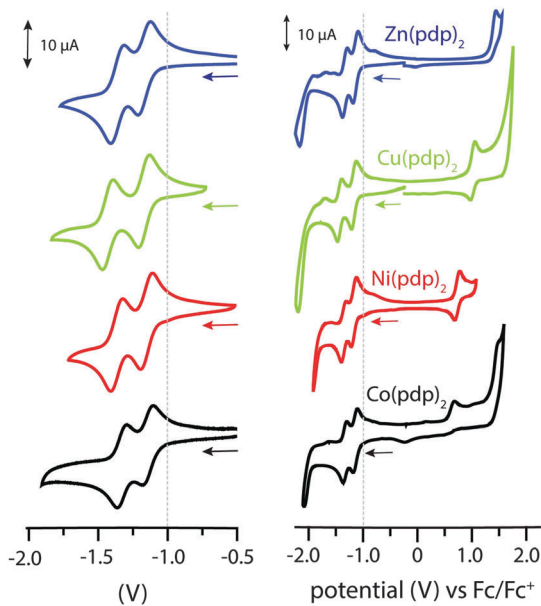 10 μA
10 μA
Zn(pdp)2
Cu(pdp)2
Ni(pdp)2
Co(pdp)2
-2.0 -1.5 -1.0 -0.5
(V)
-2.0 -1.0 0 1.0 2.0
potential (V) vs Fc/Fc+